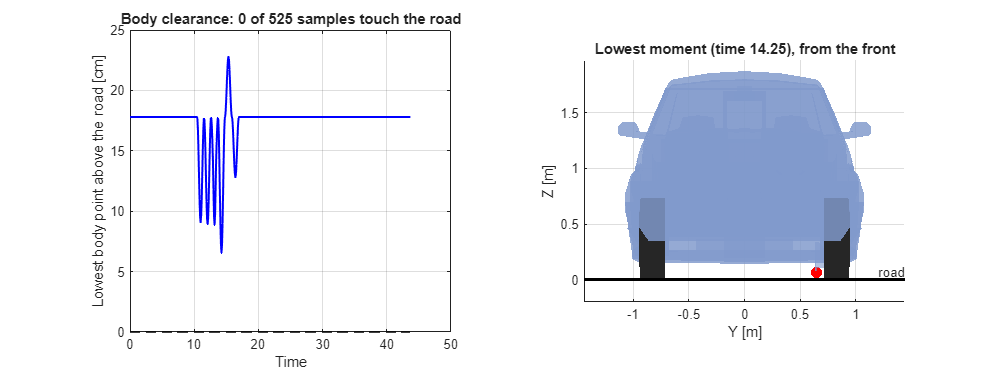 Body clearance: 0 of 525 samples touch the road
Lowest body point above the road [cm]
25
20
15
10
5
0
0 10 20 30 40 50
Time
Lowest moment (time 14.25), from the front
Z [m]
1.5
1
0.5
0
road
-1 -0.5 0 0.5 1
Y [m]